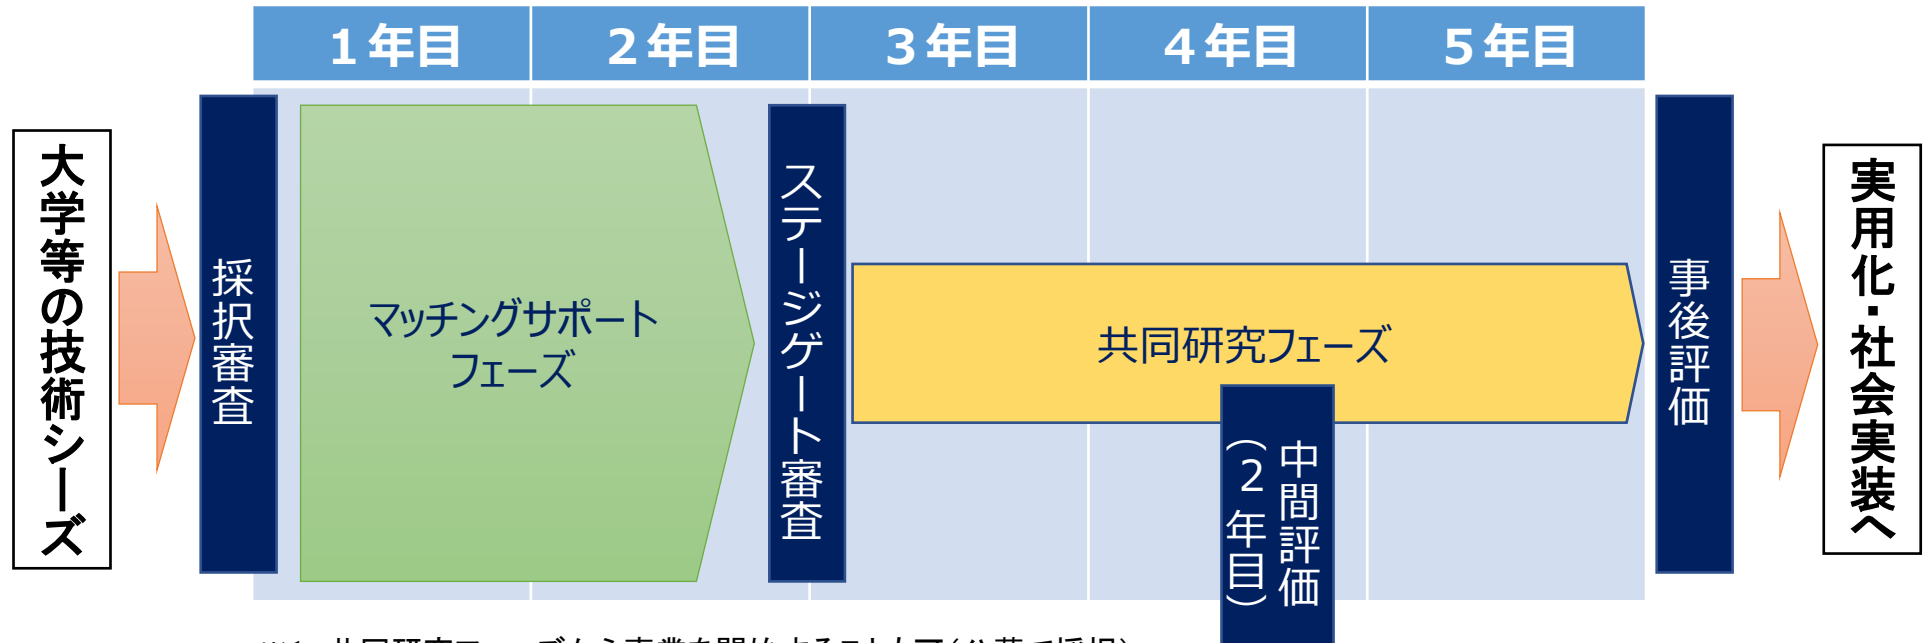 1年目
2年目
3年目
4年目
5年目
大学等の技術シーズ
採択審査
マッチングサポート
フェーズ
ステージゲート審査
共同研究フェーズ
中間評価
（2年目）
事後評価
実用化・社会実装へ